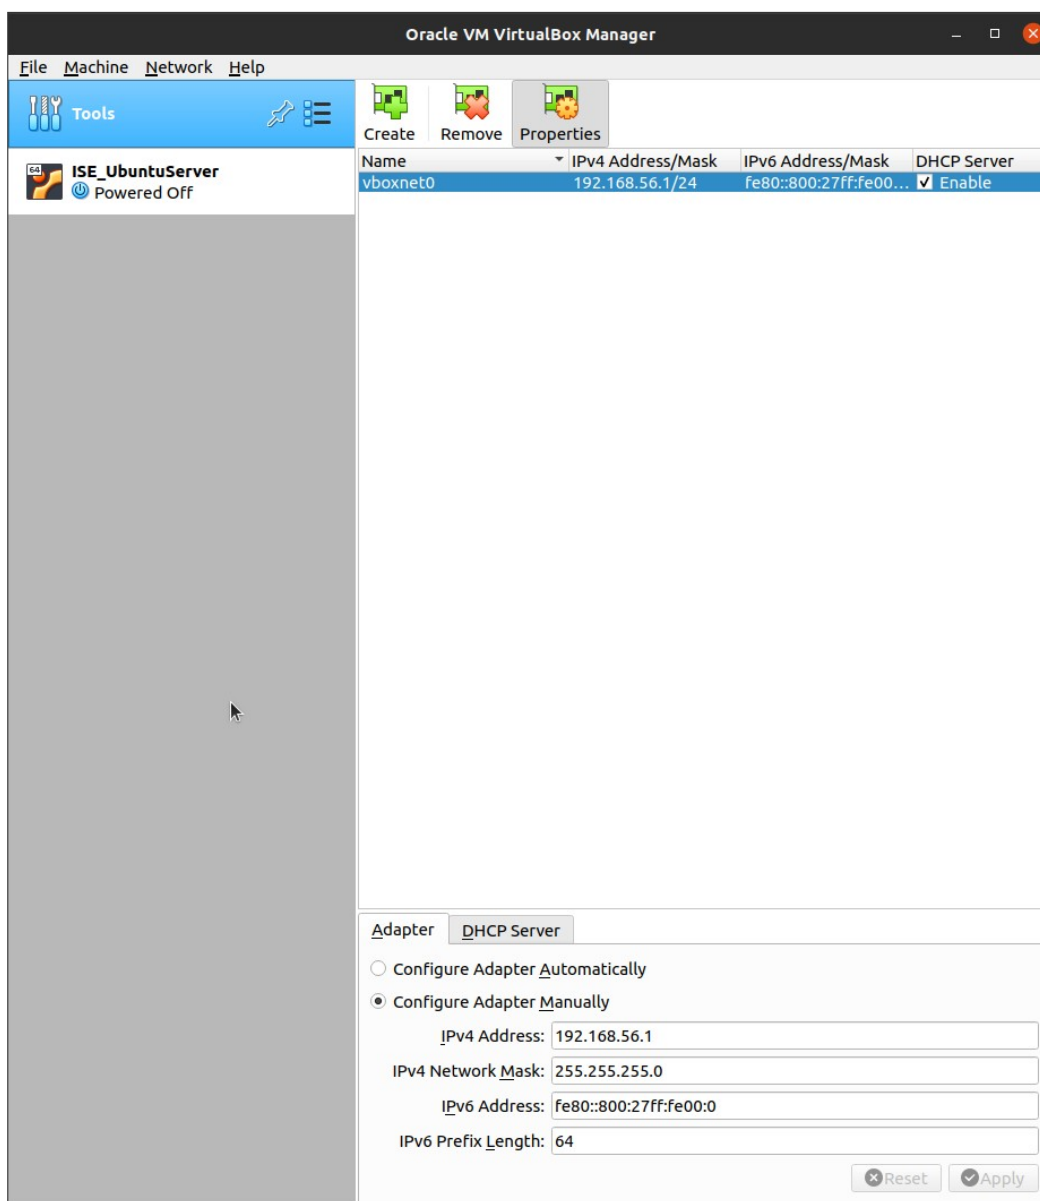 Oracle VM VirtualBox Manager
File Machine Network Help
Tools
Create Remove Properties
64
ISE_UbuntuServer
Powered Off
Name IPv4 Address/Mask IPv6 Address/Mask DHCP Server
vboxnet0 192.168.56.1/24 fe80::800:27ff:fe00... Enable
Adapter DHCP Server
Configure Adapter Automatically
Configure Adapter Manually
IPv4 Address: 192.168.56.1
IPv4 Network Mask: 255.255.255.0
IPv6 Address: fe80::800:27ff:fe00:0
IPv6 Prefix Length: 64
Reset Apply